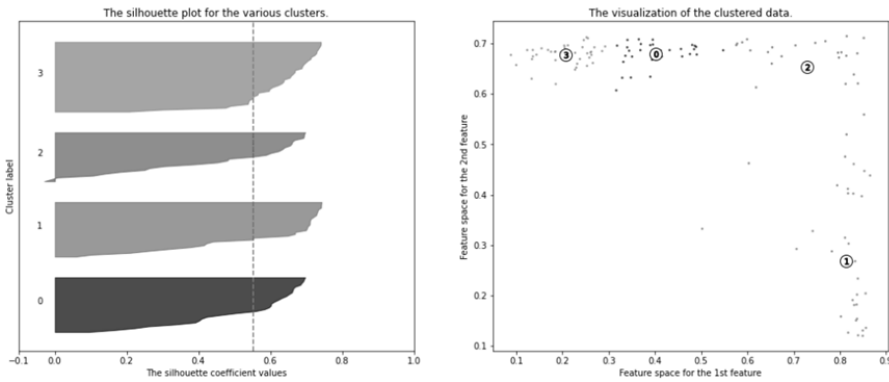 The silhouette plot for the various clusters.
3
2
1
0
Cluster label
−0.1 0.0 0.2 0.4 0.6 0.8 1.0
The silhouette coefficient values
The visualization of the clustered data.
0.7
0.6
0.5
0.4
0.3
0.2
0.1
Feature space for the 2nd feature
3 0 2
1
0.1 0.2 0.3 0.4 0.5 0.6 0.7 0.8 0.9
Feature space for the 1st feature